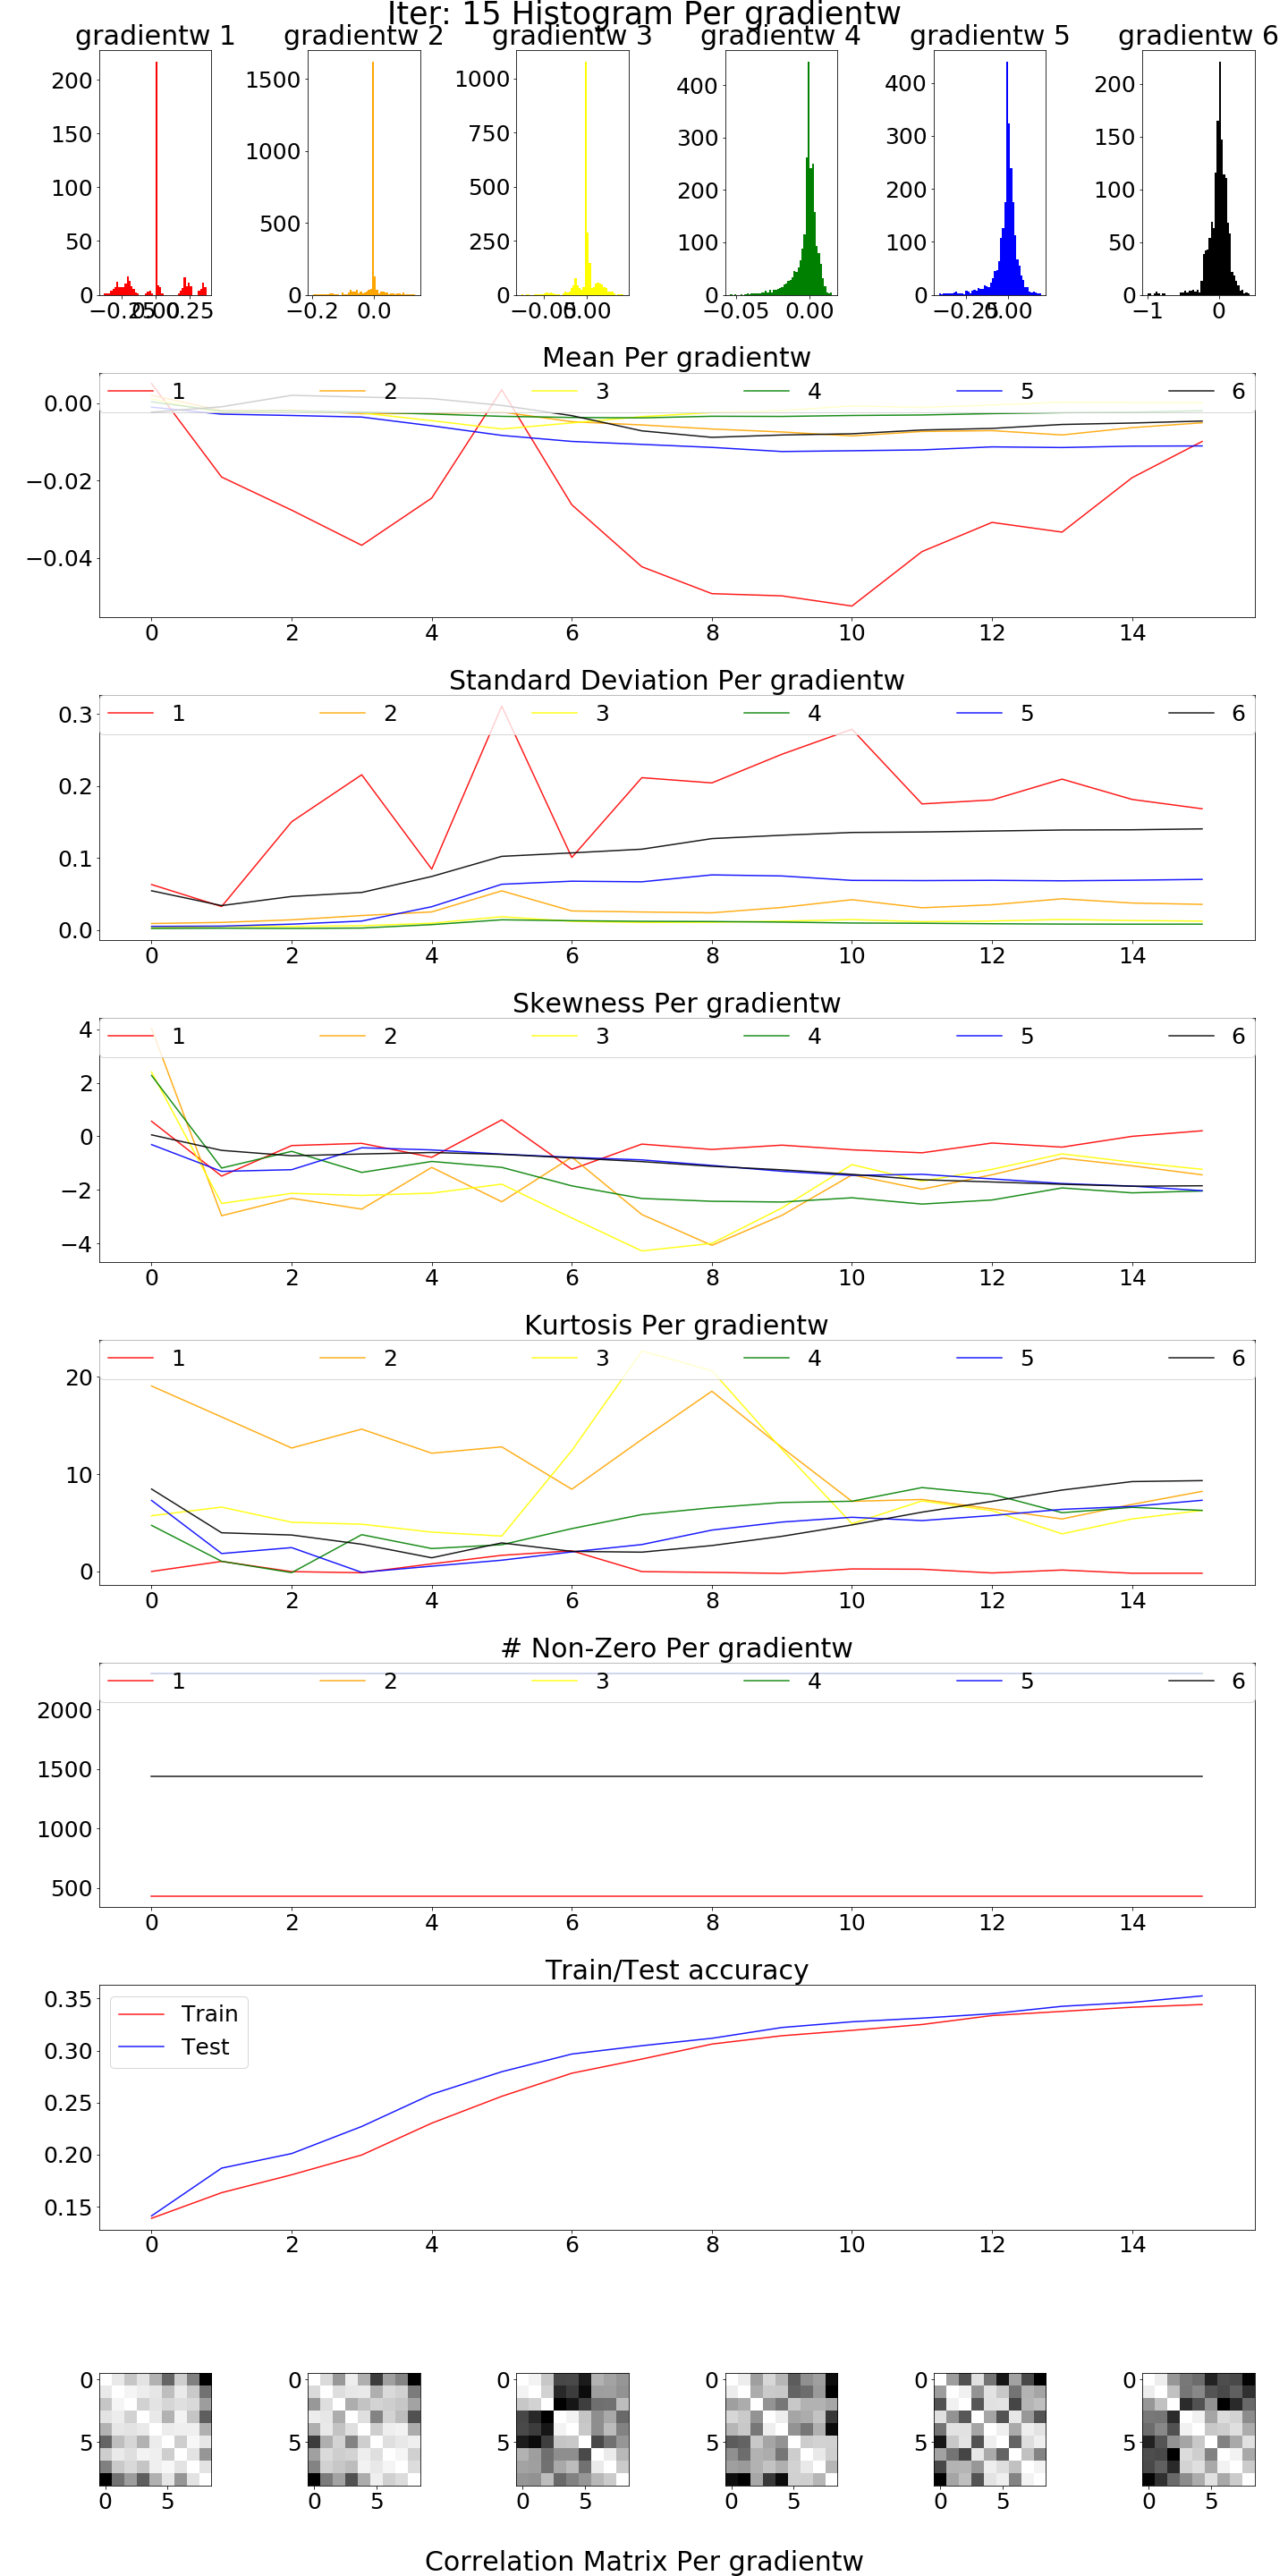 Iter: 15 Histogram Per gradientw
gradientw 1 gradientw 2 gradientw 3 gradientw 4 gradientw 5 gradientw 6
200
150
100
50
0
1500
1000
500
0
1000
750
500
250
0
400
300
200
100
0
400
300
200
100
0
200
150
100
50
0
−0.25 0.00 0.25
−0.2 0.0
−0.05 0.00
−0.05 0.00
−0.25 0.00
−1 0
Mean Per gradientw
1 2 3 4 5 6
0.00
−0.02
−0.04
0 2 4 6 8 10 12 14
Standard Deviation Per gradientw
1 2 3 4 5 6
0.3
0.2
0.1
0.0
0 2 4 6 8 10 12 14
Skewness Per gradientw
1 2 3 4 5 6
4
2
0
−2
−4
0 2 4 6 8 10 12 14
Kurtosis Per gradientw
1 2 3 4 5 6
20
10
0
0 2 4 6 8 10 12 14
# Non-Zero Per gradientw
1 2 3 4 5 6
2000
1500
1000
500
0 2 4 6 8 10 12 14
Train/Test accuracy
Train
Test
0.35
0.30
0.25
0.20
0.15
0 2 4 6 8 10 12 14
0 0 0 0 0 0
5 5 5 5 5 5
0 5 0 5 0 5 0 5 0 5 0 5
Correlation Matrix Per gradientw